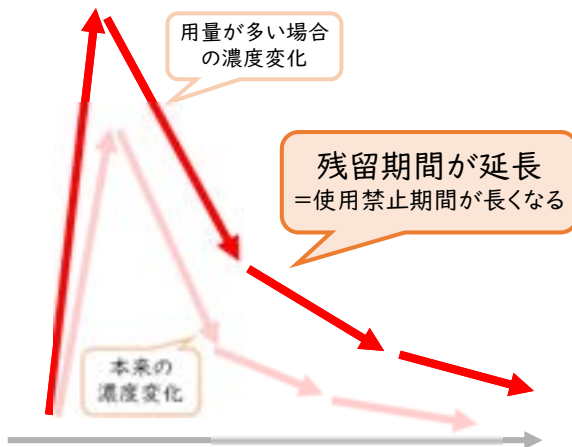 用量が多い場合
の濃度変化
残留期間が延長
=使用禁止期間が長くなる
本来の
濃度変化